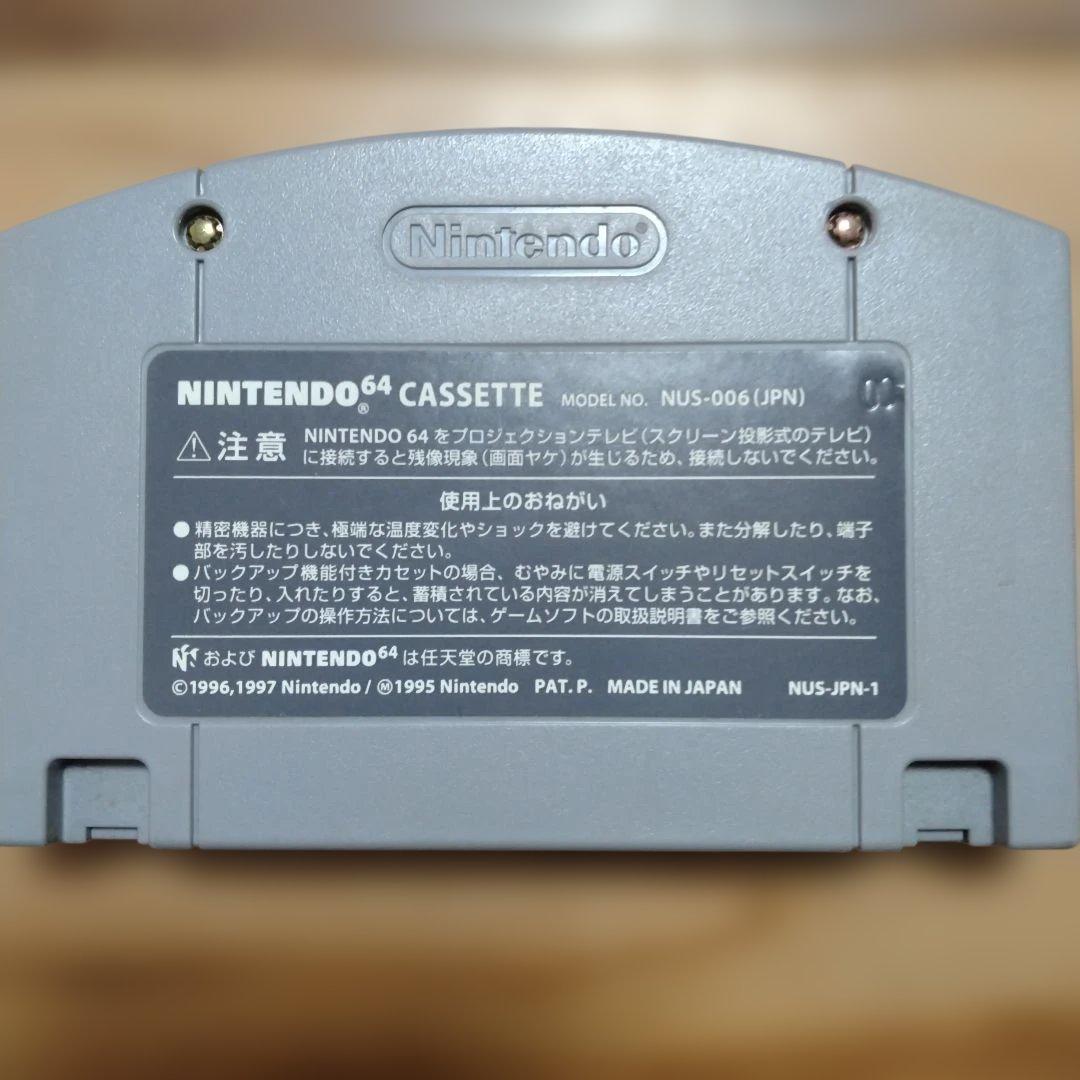 Nintendo®
NINTENDO64® CASSETTE MODEL NO. NUS-006(JPN)
注意 NINTENDO 64をプロジェクションテレビ(スクリーン投影式のテレビ)
に接続すると残像現象(画面ヤケ)が生じるため、接続しないでください。
使用上のおねがい
●精密機器につき、極端な温度変化やショックを避けてください。また分解したり、端子
部を汚したりしないでください。
●バックアップ機能付きカセットの場合、むやみに電源スイッチやリセットスイッチを
切ったり、入れたりすると、蓄積されている内容が消えてしまうことがあります。なお、
バックアップの操作方法については、ゲームソフトの取扱説明書をご参照ください。
および NINTENDO64 は任天堂の商標です。
©1996,1997 Nintendo / Ⓜ1995 Nintendo PAT. P. MADE IN JAPAN NUS-JPN-1